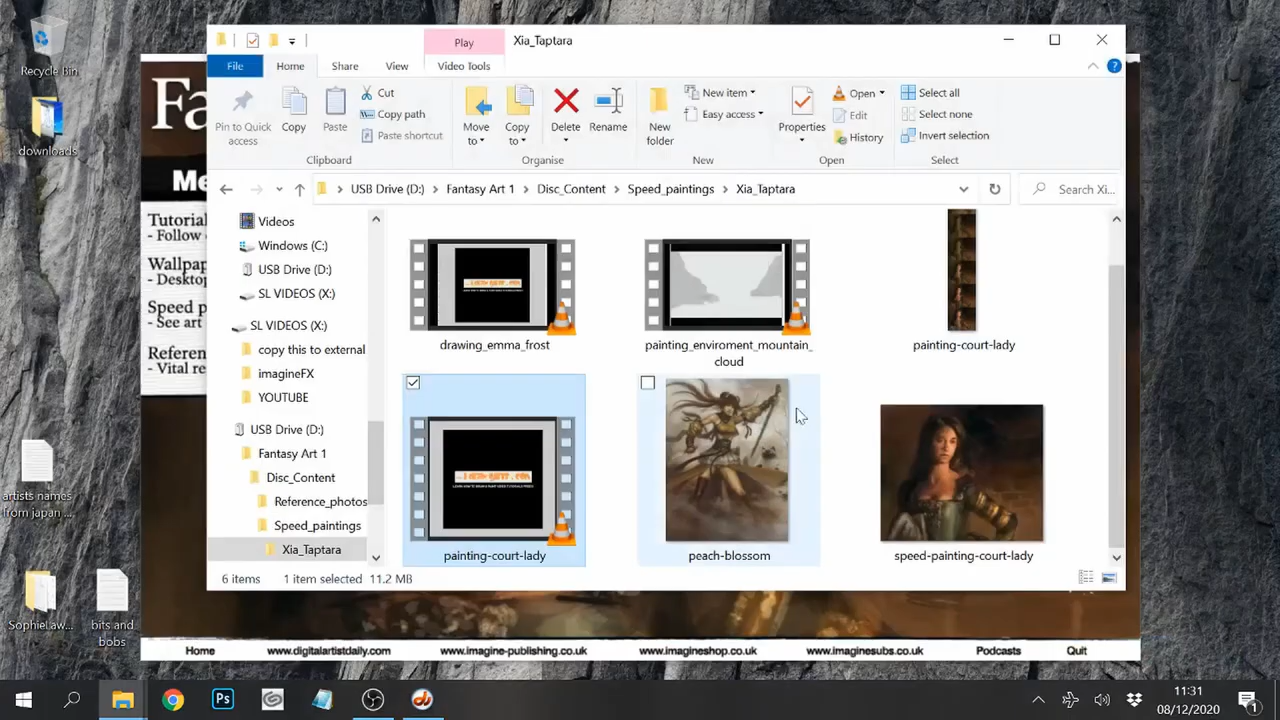 Recycle Bin
downloads
artists names
from japan ...
SophieLaw...
bits and
bobs
Play
Xia_Taptara
File
Home
Share
View
Video Tools
Pin to Quick
access
Copy
Paste
Cut
Copy path
Paste shortcut
Clipboard
Move
to
Copy
to
Delete
Rename
Organise
New
folder
New item
Easy access
New
Properties
Open
Edit
History
Open
Select all
Select none
Invert selection
Select
USB Drive (D:)
Fantasy Art 1
Disc_Content
Speed_paintings
Xia_Taptara
Search Xi...
Videos
Windows (C:)
USB Drive (D:)
SL VIDEOS (X:)
SL VIDEOS (X:)
copy this to external
imagineFX
YOUTUBE
USB Drive (D:)
Fantasy Art 1
Disc_Content
Reference_photos
Speed_paintings
Xia_Taptara
drawing_emma_frost
painting_enviroment_mountain_
cloud
painting-court-lady
painting-court-lady
peach-blossom
speed-painting-court-lady
6 items
1 item selected
11.2 MB
Fa
Me
Tutorial
- Follow
Wallpap
- Desktop
Speed p
- See art
Referen
- Vital re
Home
www.digitalartistdaily.com
www.imagine-publishing.co.uk
www.imagineshop.co.uk
www.imaginesubs.co.uk
Podcasts
Quit
Ps
11:31
08/12/2020
1